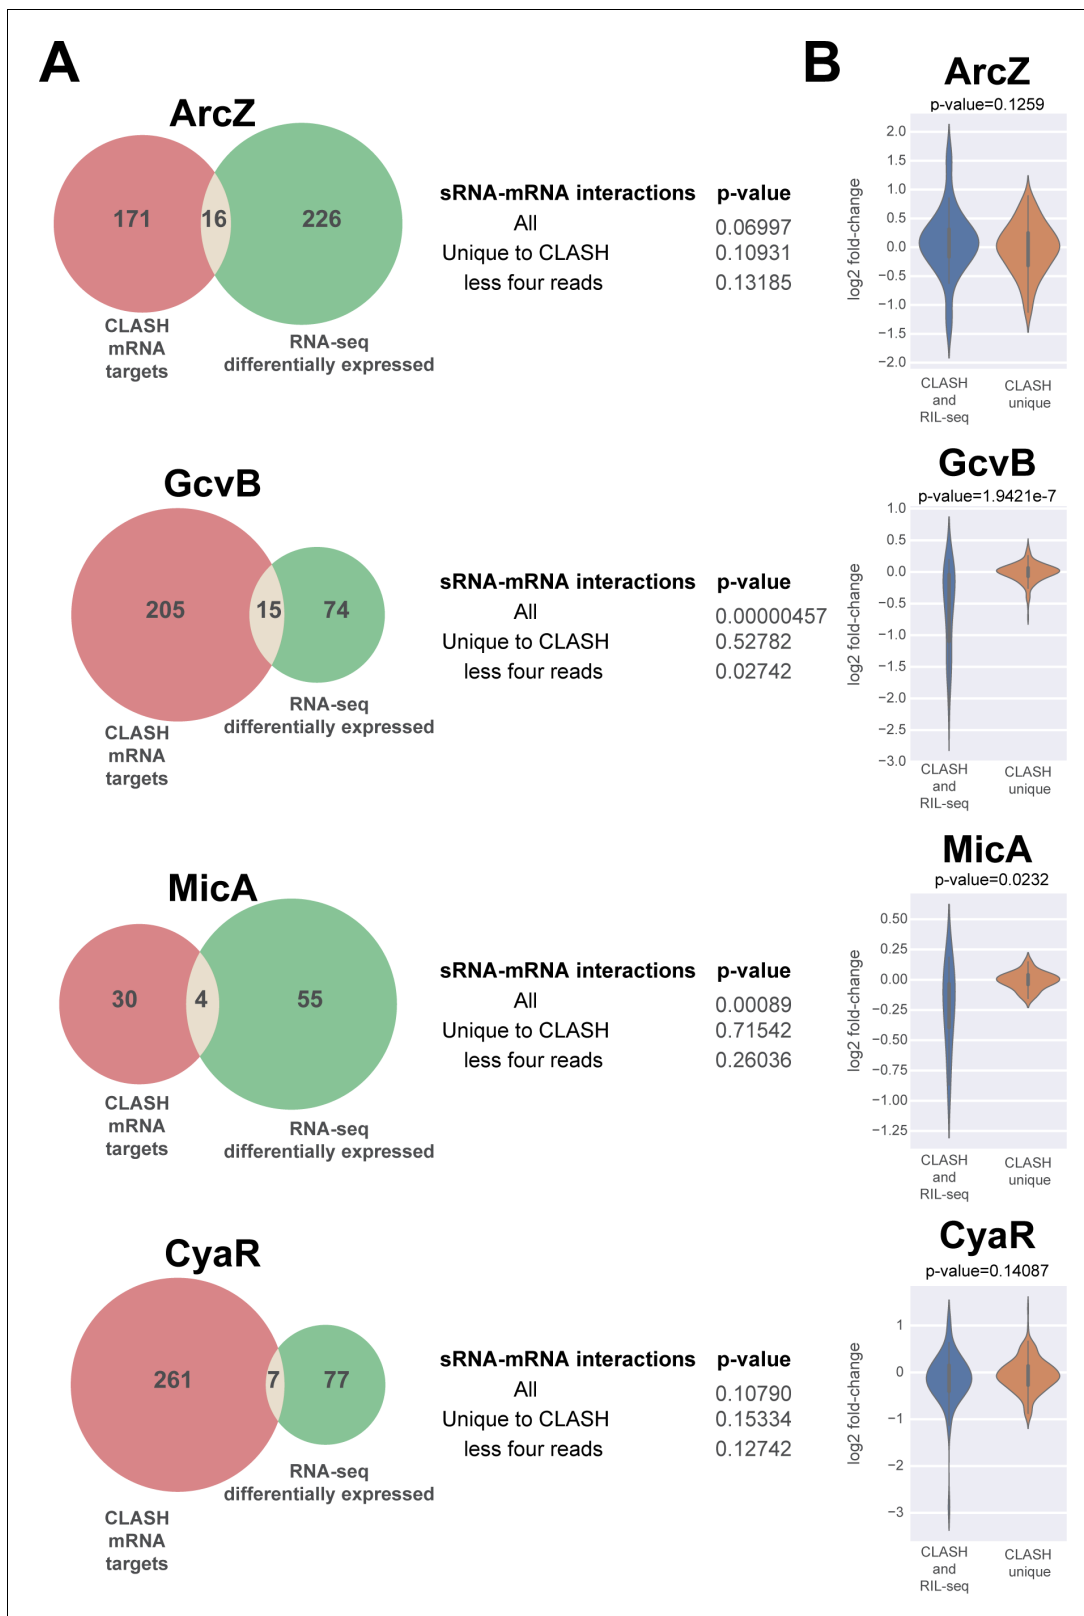 A
ArcZ
171
16
226
CLASH
mRNA
targets
RNA-seq
differentially expressed
sRNA-mRNA interactions p-value
All 0.06997
Unique to CLASH 0.10931
less four reads 0.13185
GcvB
205
15
74
CLASH
mRNA
targets
RNA-seq
differentially expressed
sRNA-mRNA interactions p-value
All 0.00000457
Unique to CLASH 0.52782
less four reads 0.02742
MicA
30
4
55
CLASH
mRNA
targets
RNA-seq
differentially expressed
sRNA-mRNA interactions p-value
All 0.00089
Unique to CLASH 0.71542
less four reads 0.26036
CyaR
261
7
77
CLASH
mRNA
targets
RNA-seq
differentially expressed
sRNA-mRNA interactions p-value
All 0.10790
Unique to CLASH 0.15334
less four reads 0.12742
B
ArcZ
p-value=0.1259
log2 fold-change
2.0
1.5
1.0
0.5
0.0
−0.5
−1.0
−1.5
−2.0
CLASH
and
RIL-seq
CLASH
unique
GcvB
p-value=1.9421e-7
log2 fold-change
1.0
0.5
0.0
−0.5
−1.0
−1.5
−2.0
−2.5
−3.0
CLASH
and
RIL-seq
CLASH
unique
MicA
p-value=0.0232
log2 fold-change
0.50
0.25
0.00
−0.25
−0.50
−0.75
−1.00
−1.25
CLASH
and
RIL-seq
CLASH
unique
CyaR
p-value=0.14087
log2 fold-change
1
0
−1
−2
−3
CLASH
and
RIL-seq
CLASH
unique